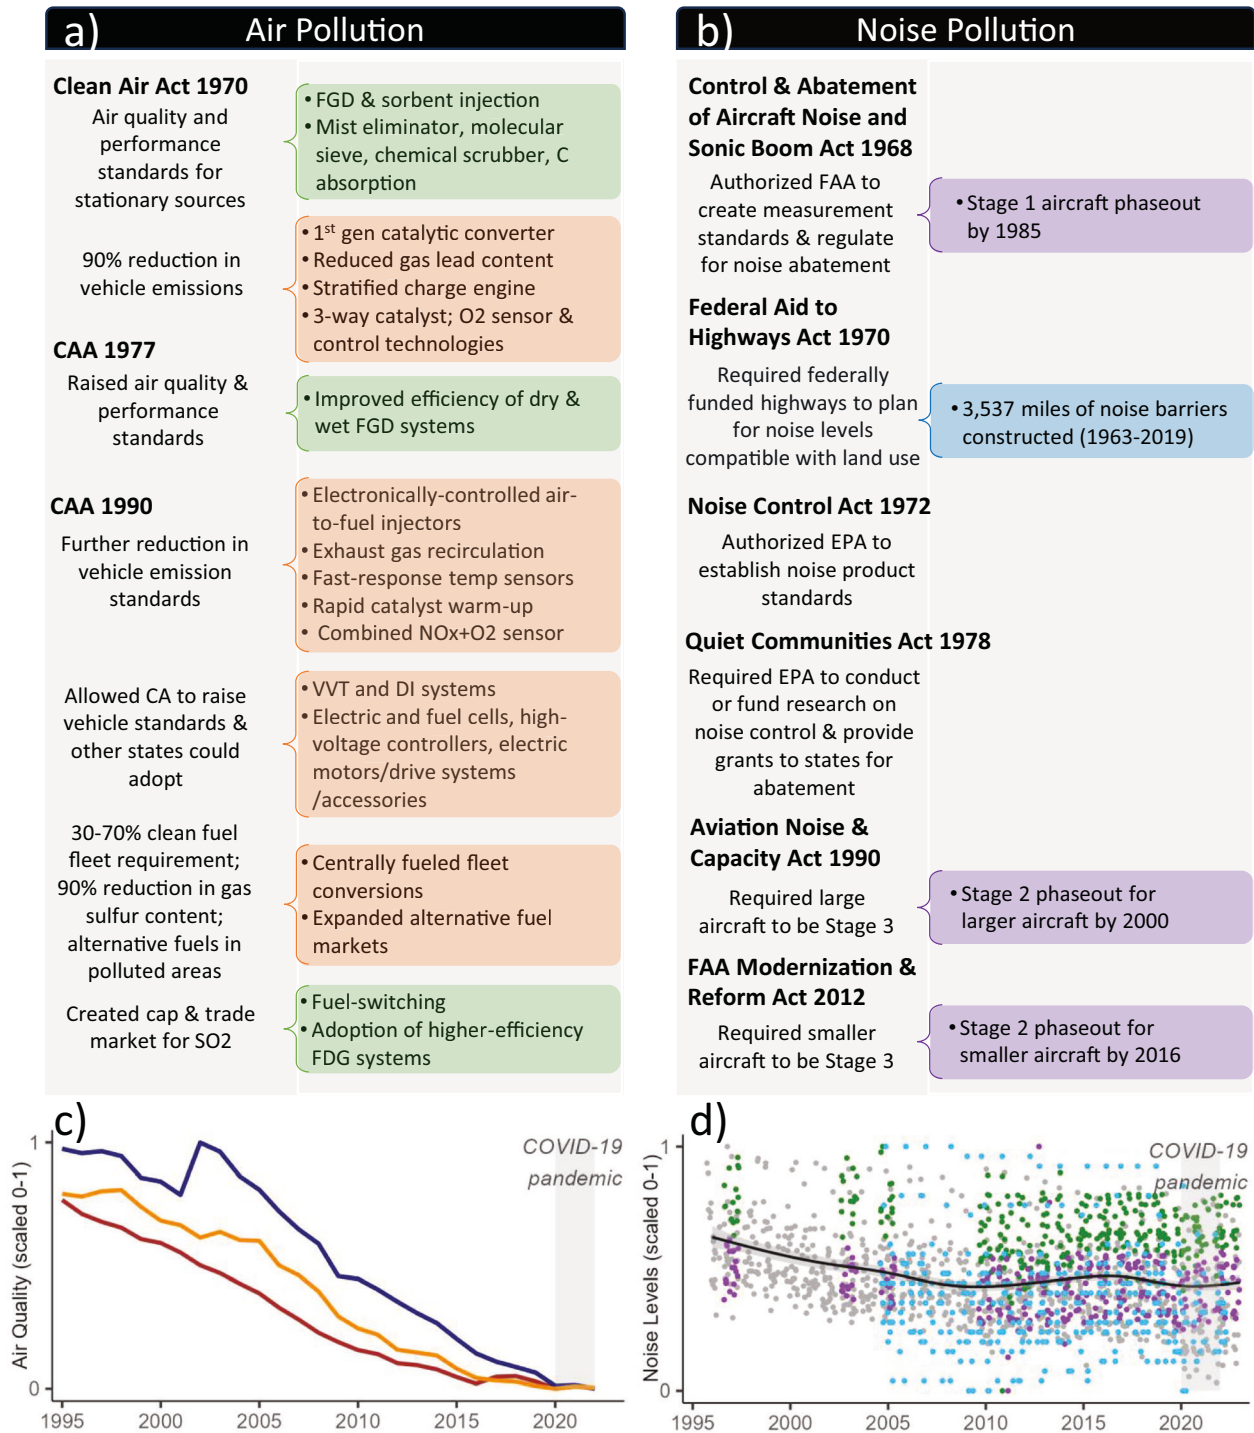 a) Air Pollution
Clean Air Act 1970
Air quality and
performance
standards for
stationary sources
• FGD & sorbent injection
• Mist eliminator, molecular
sieve, chemical scrubber, C
absorption
90% reduction in
vehicle emissions
• 1st gen catalytic converter
• Reduced gas lead content
• Stratified charge engine
• 3-way catalyst; O2 sensor &
control technologies
CAA 1977
Raised air quality &
performance
standards
• Improved efficiency of dry &
wet FGD systems
CAA 1990
Further reduction in
vehicle emission
standards
• Electronically-controlled air-
to-fuel injectors
• Exhaust gas recirculation
• Fast-response temp sensors
• Rapid catalyst warm-up
• Combined NOx+O2 sensor
Allowed CA to raise
vehicle standards &
other states could
adopt
• VVT and DI systems
• Electric and fuel cells, high-
voltage controllers, electric
motors/drive systems
/accessories
30-70% clean fuel
fleet requirement;
90% reduction in gas
sulfur content;
alternative fuels in
polluted areas
• Centrally fueled fleet
conversions
• Expanded alternative fuel
markets
Created cap & trade
market for SO2
• Fuel-switching
• Adoption of higher-efficiency
FDG systems
b) Noise Pollution
Control & Abatement
of Aircraft Noise and
Sonic Boom Act 1968
Authorized FAA to
create measurement
standards & regulate
for noise abatement
• Stage 1 aircraft phaseout
by 1985
Federal Aid to
Highways Act 1970
Required federally
funded highways to plan
for noise levels
compatible with land use
• 3,537 miles of noise barriers
constructed (1963-2019)
Noise Control Act 1972
Authorized EPA to
establish noise product
standards
Quiet Communities Act 1978
Required EPA to conduct
or fund research on
noise control & provide
grants to states for
abatement
Aviation Noise &
Capacity Act 1990
Required large
aircraft to be Stage 3
• Stage 2 phaseout for
larger aircraft by 2000
FAA Modernization &
Reform Act 2012
Required smaller
aircraft to be Stage 3
• Stage 2 phaseout for
smaller aircraft by 2016
c)
Air Quality (scaled 0-1)
1
0
COVID-19
pandemic
1995 2000 2005 2010 2015 2020
d)
Noise Levels (scaled 0-1)
1
0
COVID-19
pandemic
1995 2000 2005 2010 2015 2020